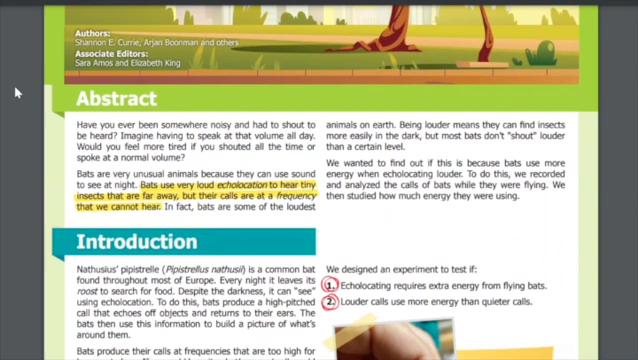 Authors:
Shannon E. Currie, Arjan Boonman and others
Associate Editors:
Sara Amos and Elizabeth King
Abstract
Have you ever been somewhere noisy and had to shout to
be heard? Imagine having to speak at that volume all day.
Would you feel more tired if you shouted all the time or
spoke at a normal volume?
Bats are very unusual animals because they can use sound
to see at night. Bats use very loud echolocation to hear tiny
insects that are far away, but their calls are at a frequency
that we cannot hear. In fact, bats are some of the loudest
animals on earth. Being louder means they can find insects
more easily in the dark, but most bats don't "shout" louder
than a certain level.
We wanted to find out if this is because bats use more
energy when echolocating louder. To do this, we recorded
and analyzed the calls of bats while they were flying. We
then studied how much energy they were using.
Introduction
Nathusius' pipistrelle (Pipistrellus nathusii) is a common bat
found throughout most of Europe. Every night it leaves its
roost to search for food. Despite the darkness, it can "see"
using echolocation. To do this, bats produce a high-pitched
call that echoes off objects and returns to their ears. The
bats then use this information to build a picture of what's
around them.
Bats produce their calls at frequencies that are too high for
We designed an experiment to test if:
1. Echolocating requires extra energy from flying bats.
2. Louder calls use more energy than quieter calls.